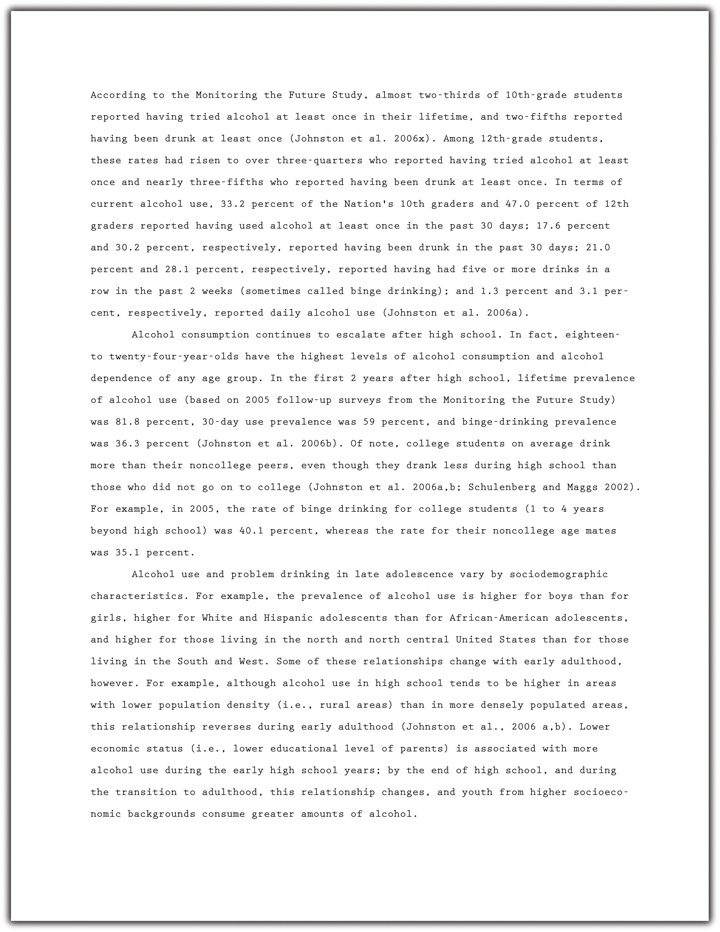 According to the Monitoring the Future Study, almost two-thirds of 10th-grade students
reported having tried alcohol at least once in their lifetime, and two-fifths reported
having been drunk at least once (Johnston et al. 2006x). Among 12th-grade students,
these rates had risen to over three-quarters who reported having tried alcohol at least
once and nearly three-fifths who reported having been drunk at least once. In terms of
current alcohol use, 33.2 percent of the Nation's 10th graders and 47.0 percent of 12th
graders reported having used alcohol at least once in the past 30 days; 17.6 percent
and 30.2 percent, respectively, reported having been drunk in the past 30 days; 21.0
percent and 28.1 percent, respectively, reported having had five or more drinks in a
row in the past 2 weeks (sometimes called binge drinking); and 1.3 percent and 3.1 per-
cent, respectively, reported daily alcohol use (Johnston et al. 2006a).
Alcohol consumption continues to escalate after high school. In fact, eighteen-
to twenty-four-year-olds have the highest levels of alcohol consumption and alcohol
dependence of any age group. In the first 2 years after high school, lifetime prevalence
of alcohol use (based on 2005 follow-up surveys from the Monitoring the Future Study)
was 81.8 percent, 30-day use prevalence was 59 percent, and binge-drinking prevalence
was 36.3 percent (Johnston et al. 2006b). Of note, college students on average drink
more than their noncollege peers, even though they drank less during high school than
those who did not go on to college (Johnston et al. 2006a,b; Schulenberg and Maggs 2002).
For example, in 2005, the rate of binge drinking for college students (1 to 4 years
beyond high school) was 40.1 percent, whereas the rate for their noncollege age mates
was 35.1 percent.
Alcohol use and problem drinking in late adolescence vary by sociodemographic
characteristics. For example, the prevalence of alcohol use is higher for boys than for
girls, higher for White and Hispanic adolescents than for African-American adolescents,
and higher for those living in the north and north central United States than for those
living in the South and West. Some of these relationships change with early adulthood,
however. For example, although alcohol use in high school tends to be higher in areas
with lower population density (i.e., rural areas) than in more densely populated areas,
this relationship reverses during early adulthood (Johnston et al., 2006 a,b). Lower
economic status (i.e., lower educational level of parents) is associated with more
alcohol use during the early high school years; by the end of high school, and during
the transition to adulthood, this relationship changes, and youth from higher socioeco-
nomic backgrounds consume greater amounts of alcohol.